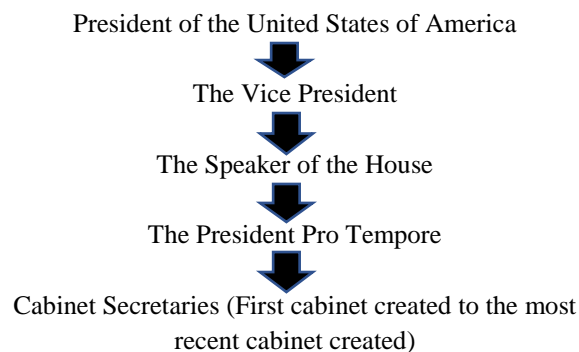 President of the United States of America
The Vice President
The Speaker of the House
The President Pro Tempore
Cabinet Secretaries (First cabinet created to the most
recent cabinet created)